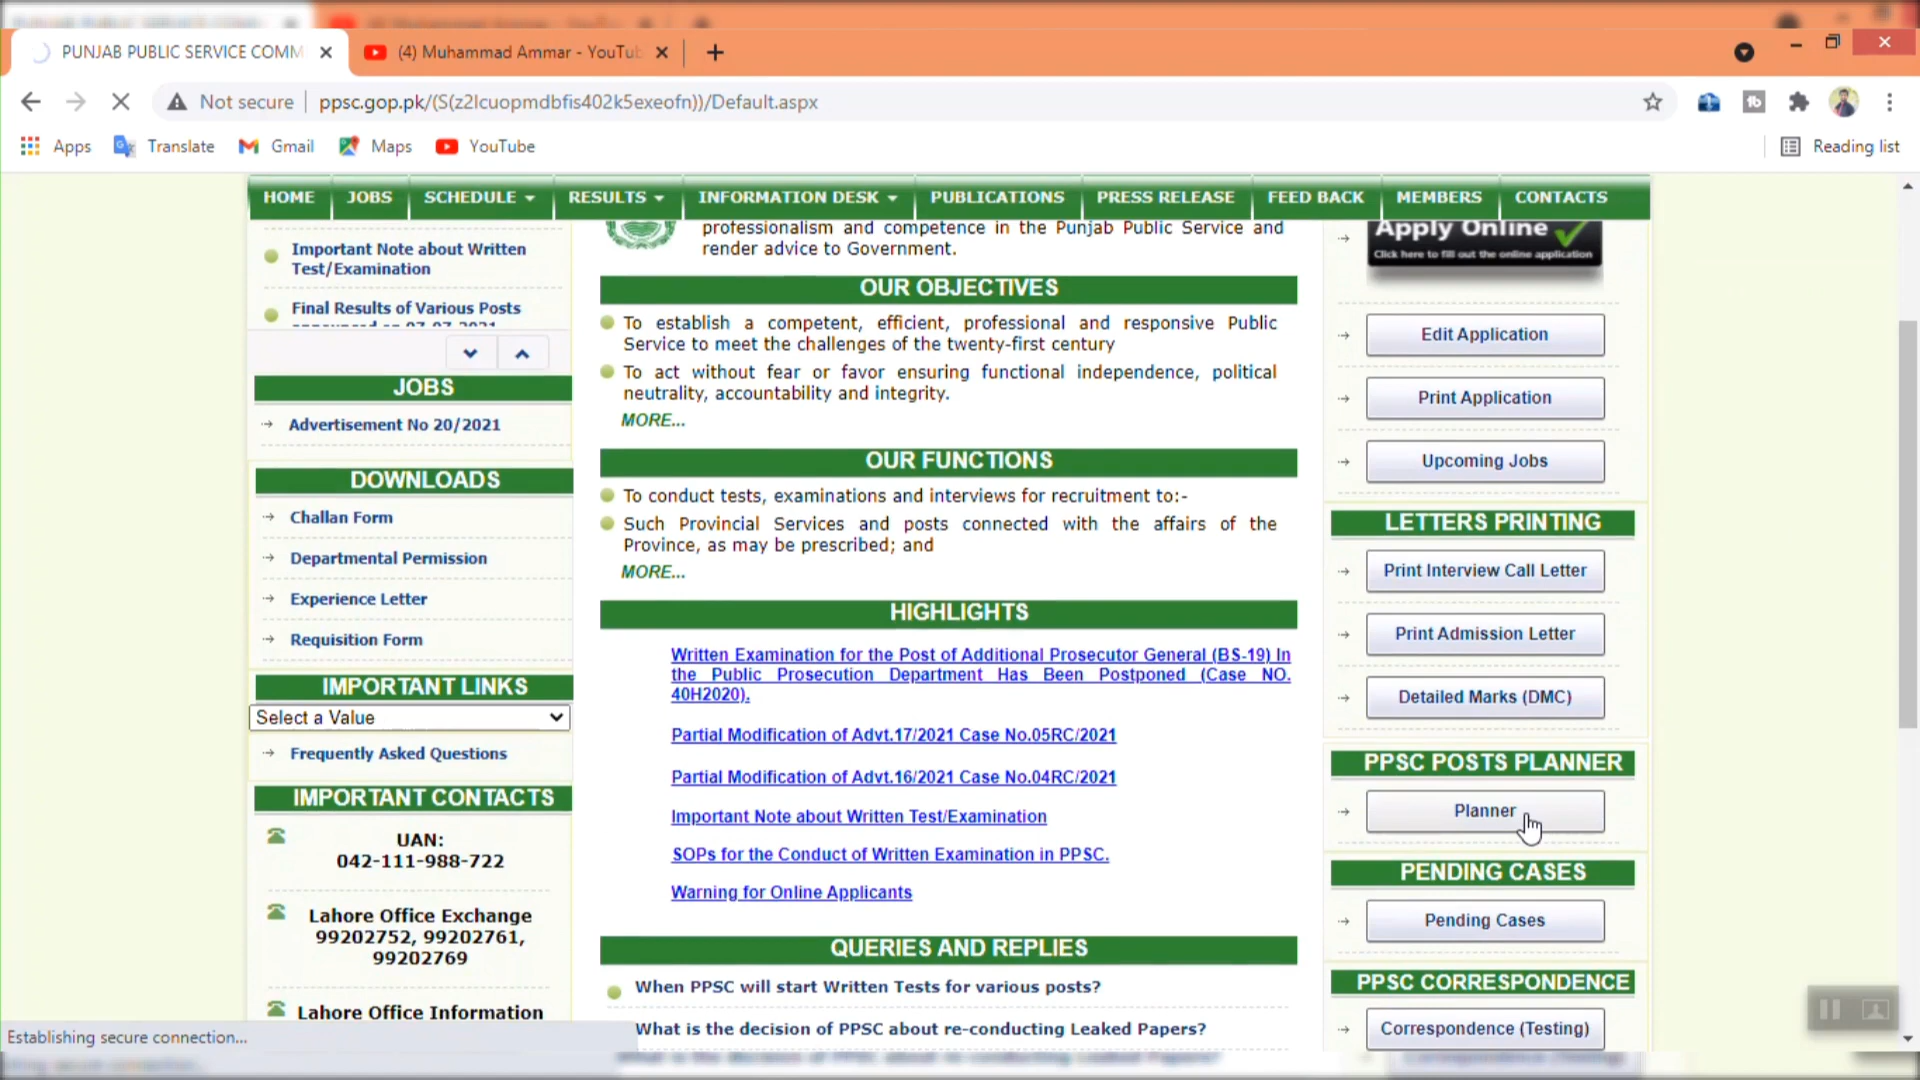 PUNJAB PUBLIC SERVICE COMM
(4) Muhammad Ammar - YouTub
Not secure
ppsc.gop.pk/(S(z2lcuopmdbfis402k5exeofn))/Default.aspx
Apps
Translate
Gmail
Maps
YouTube
Reading list
HOME
JOBS
SCHEDULE
RESULTS
INFORMATION DESK
PUBLICATIONS
PRESS RELEASE
FEED BACK
MEMBERS
CONTACTS
Important Note about Written
Test/Examination
Final Results of Various Posts
announced on 07-07-2021
JOBS
Advertisement No 20/2021
DOWNLOADS
Challan Form
Departmental Permission
Experience Letter
Requisition Form
IMPORTANT LINKS
Select a Value
Frequently Asked Questions
IMPORTANT CONTACTS
UAN:
042-111-988-722
Lahore Office Exchange
99202752, 99202761,
99202769
Lahore Office Information
professionalism and competence in the Punjab Public Service and
render advice to Government.
OUR OBJECTIVES
To establish a competent, efficient, professional and responsive Public
Service to meet the challenges of the twenty-first century
To act without fear or favor ensuring functional independence, political
neutrality, accountability and integrity.
MORE...
OUR FUNCTIONS
To conduct tests, examinations and interviews for recruitment to:-
Such Provincial Services and posts connected with the affairs of the
Province, as may be prescribed; and
MORE...
HIGHLIGHTS
Written Examination for the Post of Additional Prosecutor General (BS-19) In
the Public Prosecution Department Has Been Postponed (Case NO.
40H2020).
Partial Modification of Advt.17/2021 Case No.05RC/2021
Partial Modification of Advt.16/2021 Case No.04RC/2021
Important Note about Written Test/Examination
SOPs for the Conduct of Written Examination in PPSC.
Warning for Online Applicants
QUERIES AND REPLIES
When PPSC will start Written Tests for various posts?
What is the decision of PPSC about re-conducting Leaked Papers?
Apply Online
Click here to fill out the online application
Edit Application
Print Application
Upcoming Jobs
LETTERS PRINTING
Print Interview Call Letter
Print Admission Letter
Detailed Marks (DMC)
PPSC POSTS PLANNER
Planner
PENDING CASES
Pending Cases
PPSC CORRESPONDENCE
Correspondence (Testing)
Establishing secure connection...